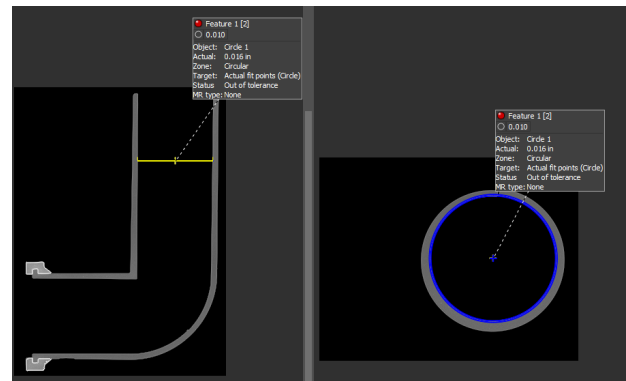 Feature 1 [2]
○ 0.010
Object: Circle 1
Actual: 0.016 in
Zone: Circular
Target: Actual fit points (Circle)
Status Out of tolerance
MR type: None
Feature 1 [2]
○ 0.010
Object: Circle 1
Actual: 0.016 in
Zone: Circular
Target: Actual fit points (Circle)
Status Out of tolerance
MR type: None